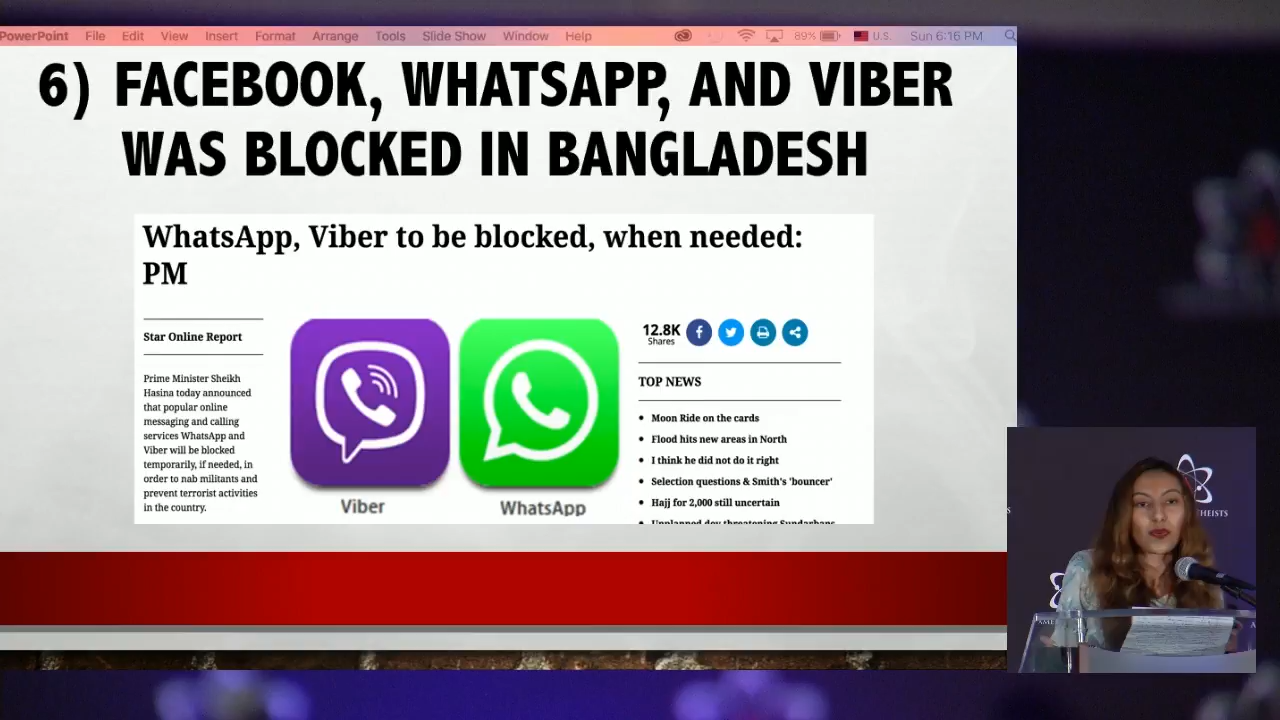 PowerPoint File Edit View Insert Format Arrange Tools Slide Show Window Help 89% U.S. Sun 6:16 PM
6) FACEBOOK, WHATSAPP, AND VIBER
WAS BLOCKED IN BANGLADESH
WhatsApp, Viber to be blocked, when needed:
PM
Star Online Report
Prime Minister Sheikh
Hasina today announced
that popular online
messaging and calling
services WhatsApp and
Viber will be blocked
temporarily, if needed, in
order to nab militants and
prevent terrorist activities
in the country.
Viber
WhatsApp
12.8K
Shares
TOP NEWS
• Moon Ride on the cards
• Flood hits new areas in North
• I think he did not do it right
• Selection questions & Smith's 'bouncer'
• Hajj for 2,000 still uncertain
• Unplanned dev threatening Sundarbans